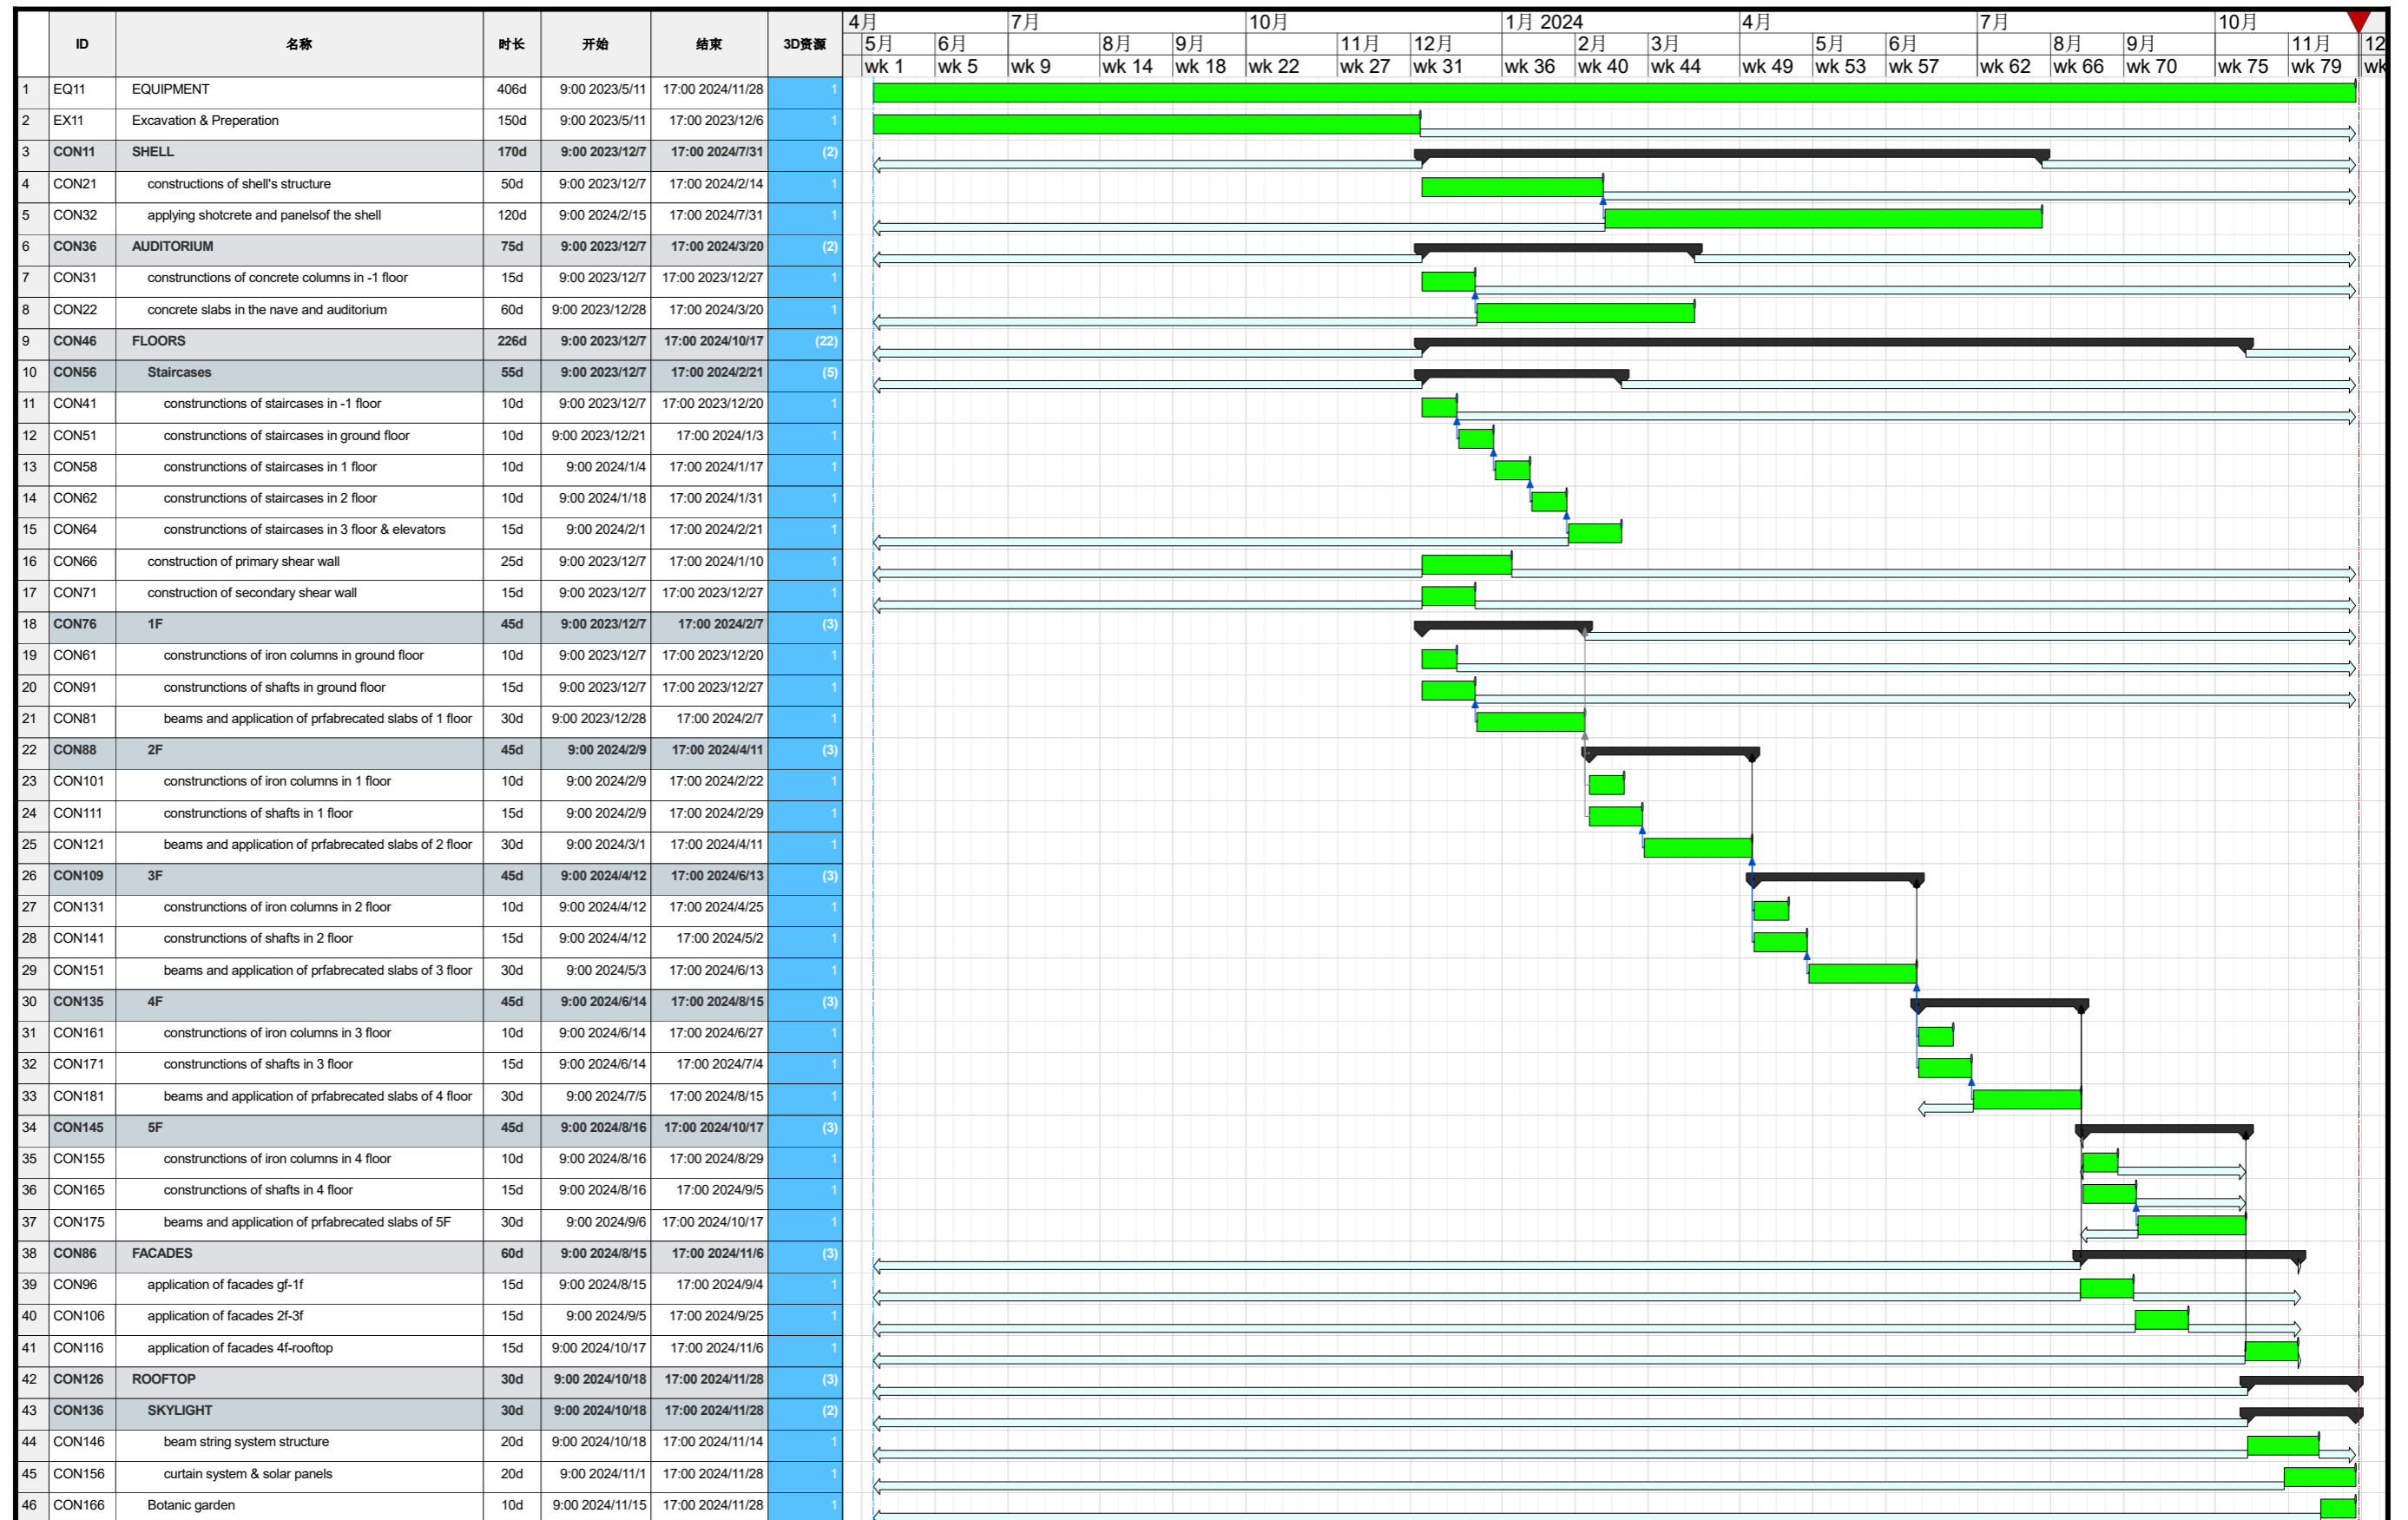 4月 7月 10月 1月 2024 4月 7月 10月
ID 名称 时长 开始 结束 3D资源 5月 6月 8月 9月 11月 12月 2月 3月 5月 6月 8月 9月 11月 12
wk 1 wk 5 wk 9 wk 14 wk 18 wk 22 wk 27 wk 31 wk 36 wk 40 wk 44 wk 49 wk 53 wk 57 wk 62 wk 66 wk 70 wk 75 wk 79 wk
1 EQ11 EQUIPMENT 406d 9:00 2023/5/11 17:00 2024/11/28 1
2 EX11 Excavation & Preperation 150d 9:00 2023/5/11 17:00 2023/12/6 1
3 CON11 SHELL 170d 9:00 2023/12/7 17:00 2024/7/31 (2)
4 CON21 constructions of shell's structure 50d 9:00 2023/12/7 17:00 2024/2/14 1
5 CON32 applying shotcrete and panelsof the shell 120d 9:00 2024/2/15 17:00 2024/7/31 1
6 CON36 AUDITORIUM 75d 9:00 2023/12/7 17:00 2024/3/20 (2)
7 CON31 construnctions of concrete columns in -1 floor 15d 9:00 2023/12/7 17:00 2023/12/27 1
8 CON22 concrete slabs in the nave and auditorium 60d 9:00 2023/12/28 17:00 2024/3/20 1
9 CON46 FLOORS 226d 9:00 2023/12/7 17:00 2024/10/17 (22)
10 CON56 Staircases 55d 9:00 2023/12/7 17:00 2024/2/21 (5)
11 CON41 construnctions of staircases in -1 floor 10d 9:00 2023/12/7 17:00 2023/12/20 1
12 CON51 construnctions of staircases in ground floor 10d 9:00 2023/12/21 17:00 2024/1/3 1
13 CON58 construnctions of staircases in 1 floor 10d 9:00 2024/1/4 17:00 2024/1/17 1
14 CON62 construnctions of staircases in 2 floor 10d 9:00 2024/1/18 17:00 2024/1/31 1
15 CON64 construnctions of staircases in 3 floor & elevators 15d 9:00 2024/2/1 17:00 2024/2/21 1
16 CON66 construction of primary shear wall 25d 9:00 2023/12/7 17:00 2024/1/10 1
17 CON71 construction of secondary shear wall 15d 9:00 2023/12/7 17:00 2023/12/27 1
18 CON76 1F 45d 9:00 2023/12/7 17:00 2024/2/7 (3)
19 CON61 construnctions of iron columns in ground floor 10d 9:00 2023/12/7 17:00 2023/12/20 1
20 CON91 construnctions of shafts in ground floor 15d 9:00 2023/12/7 17:00 2023/12/27 1
21 CON81 beams and application of prfabrecated slabs of 1 floor 30d 9:00 2023/12/28 17:00 2024/2/7 1
22 CON88 2F 45d 9:00 2024/2/9 17:00 2024/4/11 (3)
23 CON101 construnctions of iron columns in 1 floor 10d 9:00 2024/2/9 17:00 2024/2/22 1
24 CON111 construnctions of shafts in 1 floor 15d 9:00 2024/2/9 17:00 2024/2/29 1
25 CON121 beams and application of prfabrecated slabs of 2 floor 30d 9:00 2024/3/1 17:00 2024/4/11 1
26 CON109 3F 45d 9:00 2024/4/12 17:00 2024/6/13 (3)
27 CON131 construnctions of iron columns in 2 floor 10d 9:00 2024/4/12 17:00 2024/4/25 1
28 CON141 construnctions of shafts in 2 floor 15d 9:00 2024/4/12 17:00 2024/5/2 1
29 CON151 beams and application of prfabrecated slabs of 3 floor 30d 9:00 2024/5/3 17:00 2024/6/13 1
30 CON135 4F 45d 9:00 2024/6/14 17:00 2024/8/15 (3)
31 CON161 construnctions of iron columns in 3 floor 10d 9:00 2024/6/14 17:00 2024/6/27 1
32 CON171 construnctions of shafts in 3 floor 15d 9:00 2024/6/14 17:00 2024/7/4 1
33 CON181 beams and application of prfabrecated slabs of 4 floor 30d 9:00 2024/7/5 17:00 2024/8/15 1
34 CON145 5F 45d 9:00 2024/8/16 17:00 2024/10/17 (3)
35 CON155 construnctions of iron columns in 4 floor 10d 9:00 2024/8/16 17:00 2024/8/29 1
36 CON165 construnctions of shafts in 4 floor 15d 9:00 2024/8/16 17:00 2024/9/5 1
37 CON175 beams and application of prfabrecated slabs of 5F 30d 9:00 2024/9/6 17:00 2024/10/17 1
38 CON86 FACADES 60d 9:00 2024/8/15 17:00 2024/11/6 (3)
39 CON96 application of facades gf-1f 15d 9:00 2024/8/15 17:00 2024/9/4 1
40 CON106 application of facades 2f-3f 15d 9:00 2024/9/5 17:00 2024/9/25 1
41 CON116 application of facades 4f-rooftop 15d 9:00 2024/10/17 17:00 2024/11/6 1
42 CON126 ROOFTOP 30d 9:00 2024/10/18 17:00 2024/11/28 (3)
43 CON136 SKYLIGHT 30d 9:00 2024/10/18 17:00 2024/11/28 (2)
44 CON146 beam string system structure 20d 9:00 2024/10/18 17:00 2024/11/14 1
45 CON156 curtain system & solar panels 20d 9:00 2024/11/1 17:00 2024/11/28 1
46 CON166 Botanic garden 10d 9:00 2024/11/15 17:00 2024/11/28 1